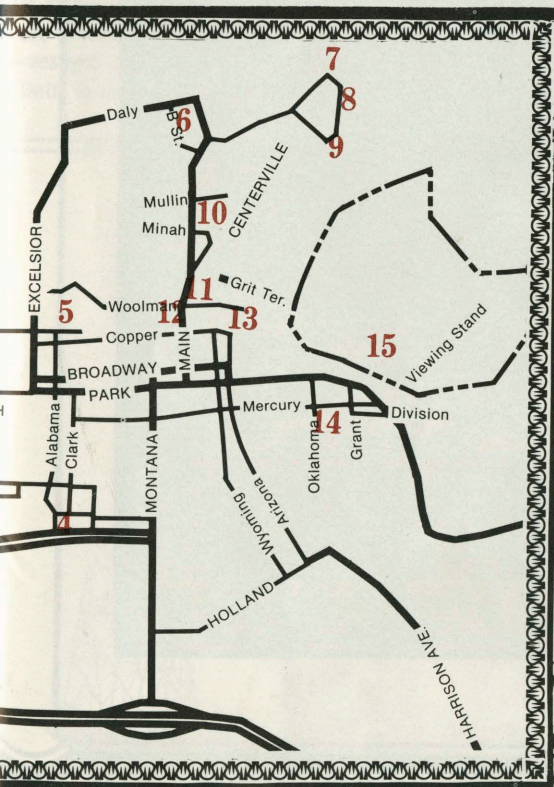 7
Daly
6
B St.
8
9
CENTERVILLE
Mullin
10
Minah
EXCELSIOR
11
Grit Ter.
5
Woolman
12
13
Copper
MAIN
15
Viewing Stand
BROADWAY
PARK
Mercury
14
Division
Alabama
Clark
MONTANA
Oklahoma
Grant
4
Wyoming
Arizona
HOLLAND
HARRISON AVE.